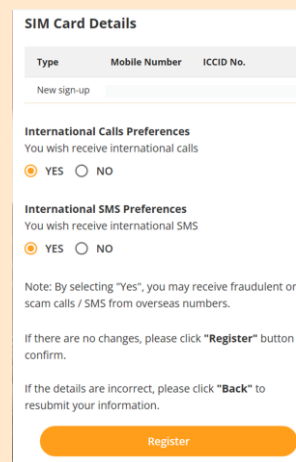 SIM Card Details
Type Mobile Number ICCID No.
New sign-up
International Calls Preferences
You wish receive international calls
YES NO
International SMS Preferences
You wish receive international SMS
YES NO
Note: By selecting "Yes", you may receive fraudulent or
scam calls / SMS from overseas numbers.
If there are no changes, please click "Register" button
confirm.
If the details are incorrect, please click "Back" to
resubmit your information.
Register